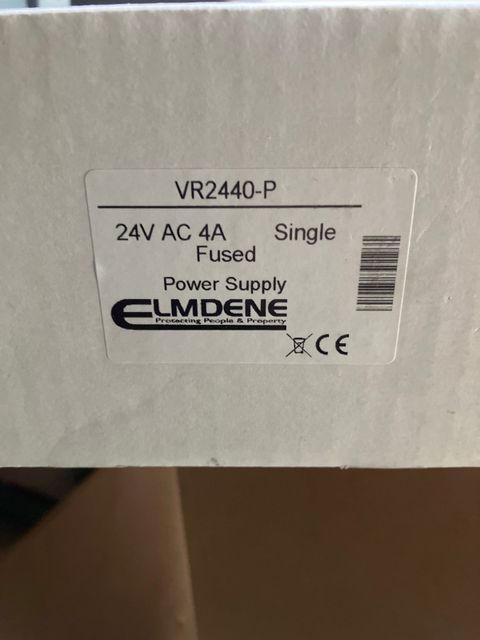 VR2440-P
24V AC 4A Single
Fused
Power Supply
ELMDENE
Protecting People & Property
CE